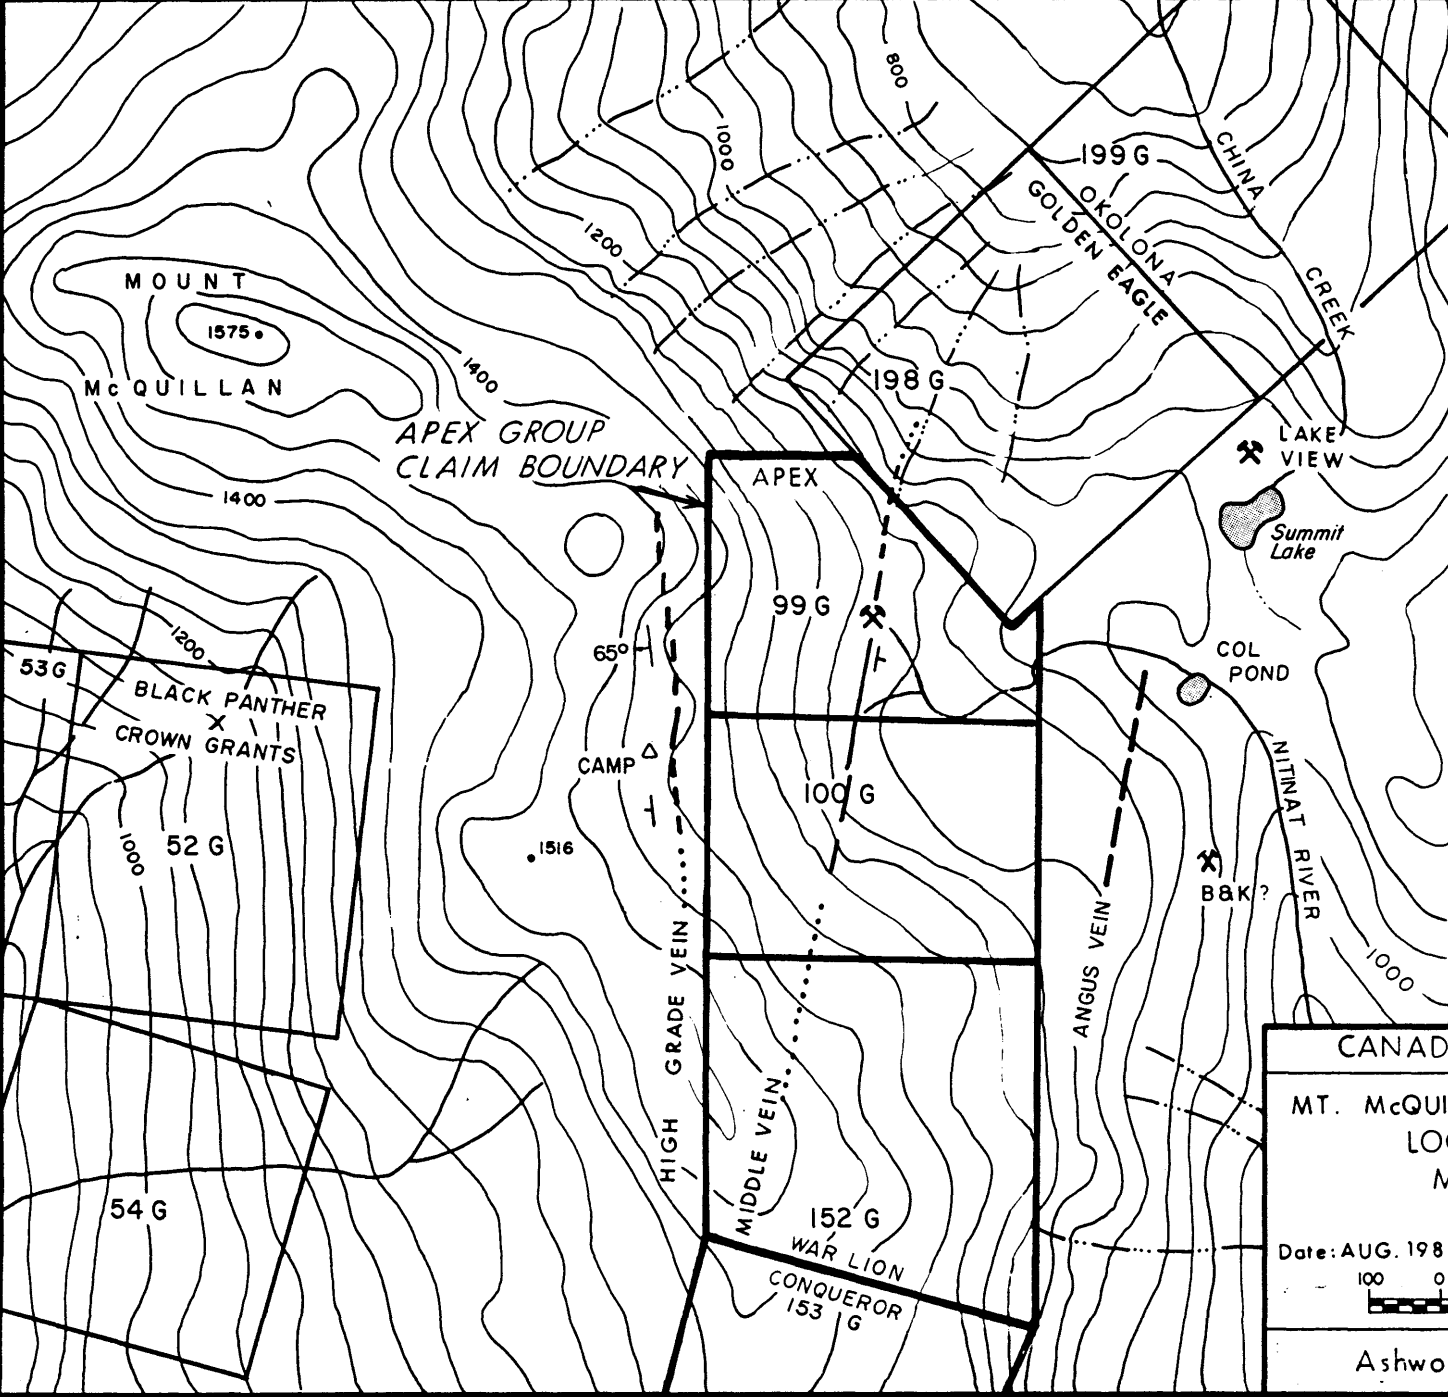 800
1000
CHINA
CREEK
199 G
OKOLONA
GOLDEN EAGLE
1200
MOUNT
1575
McQUILLAN
1400
198 G
APEX GROUP
CLAIM BOUNDARY
LAKE
VIEW
APEX
1400
Summit
Lake
99 G
1200
65°
COL
POND
53 G
BLACK PANTHER
X
CROWN GRANTS
CAMP
NITINAT RIVER
100 G
1000
52 G
1516
B&K ?
HIGH GRADE VEIN
ANGUS VEIN
1000
MIDDLE VEIN
54 G
152 G
WAR LION
CONQUEROR
153 G
CANAD
MT. McQUI
LOC
M
Date: AUG. 198
100 0
Ashwo